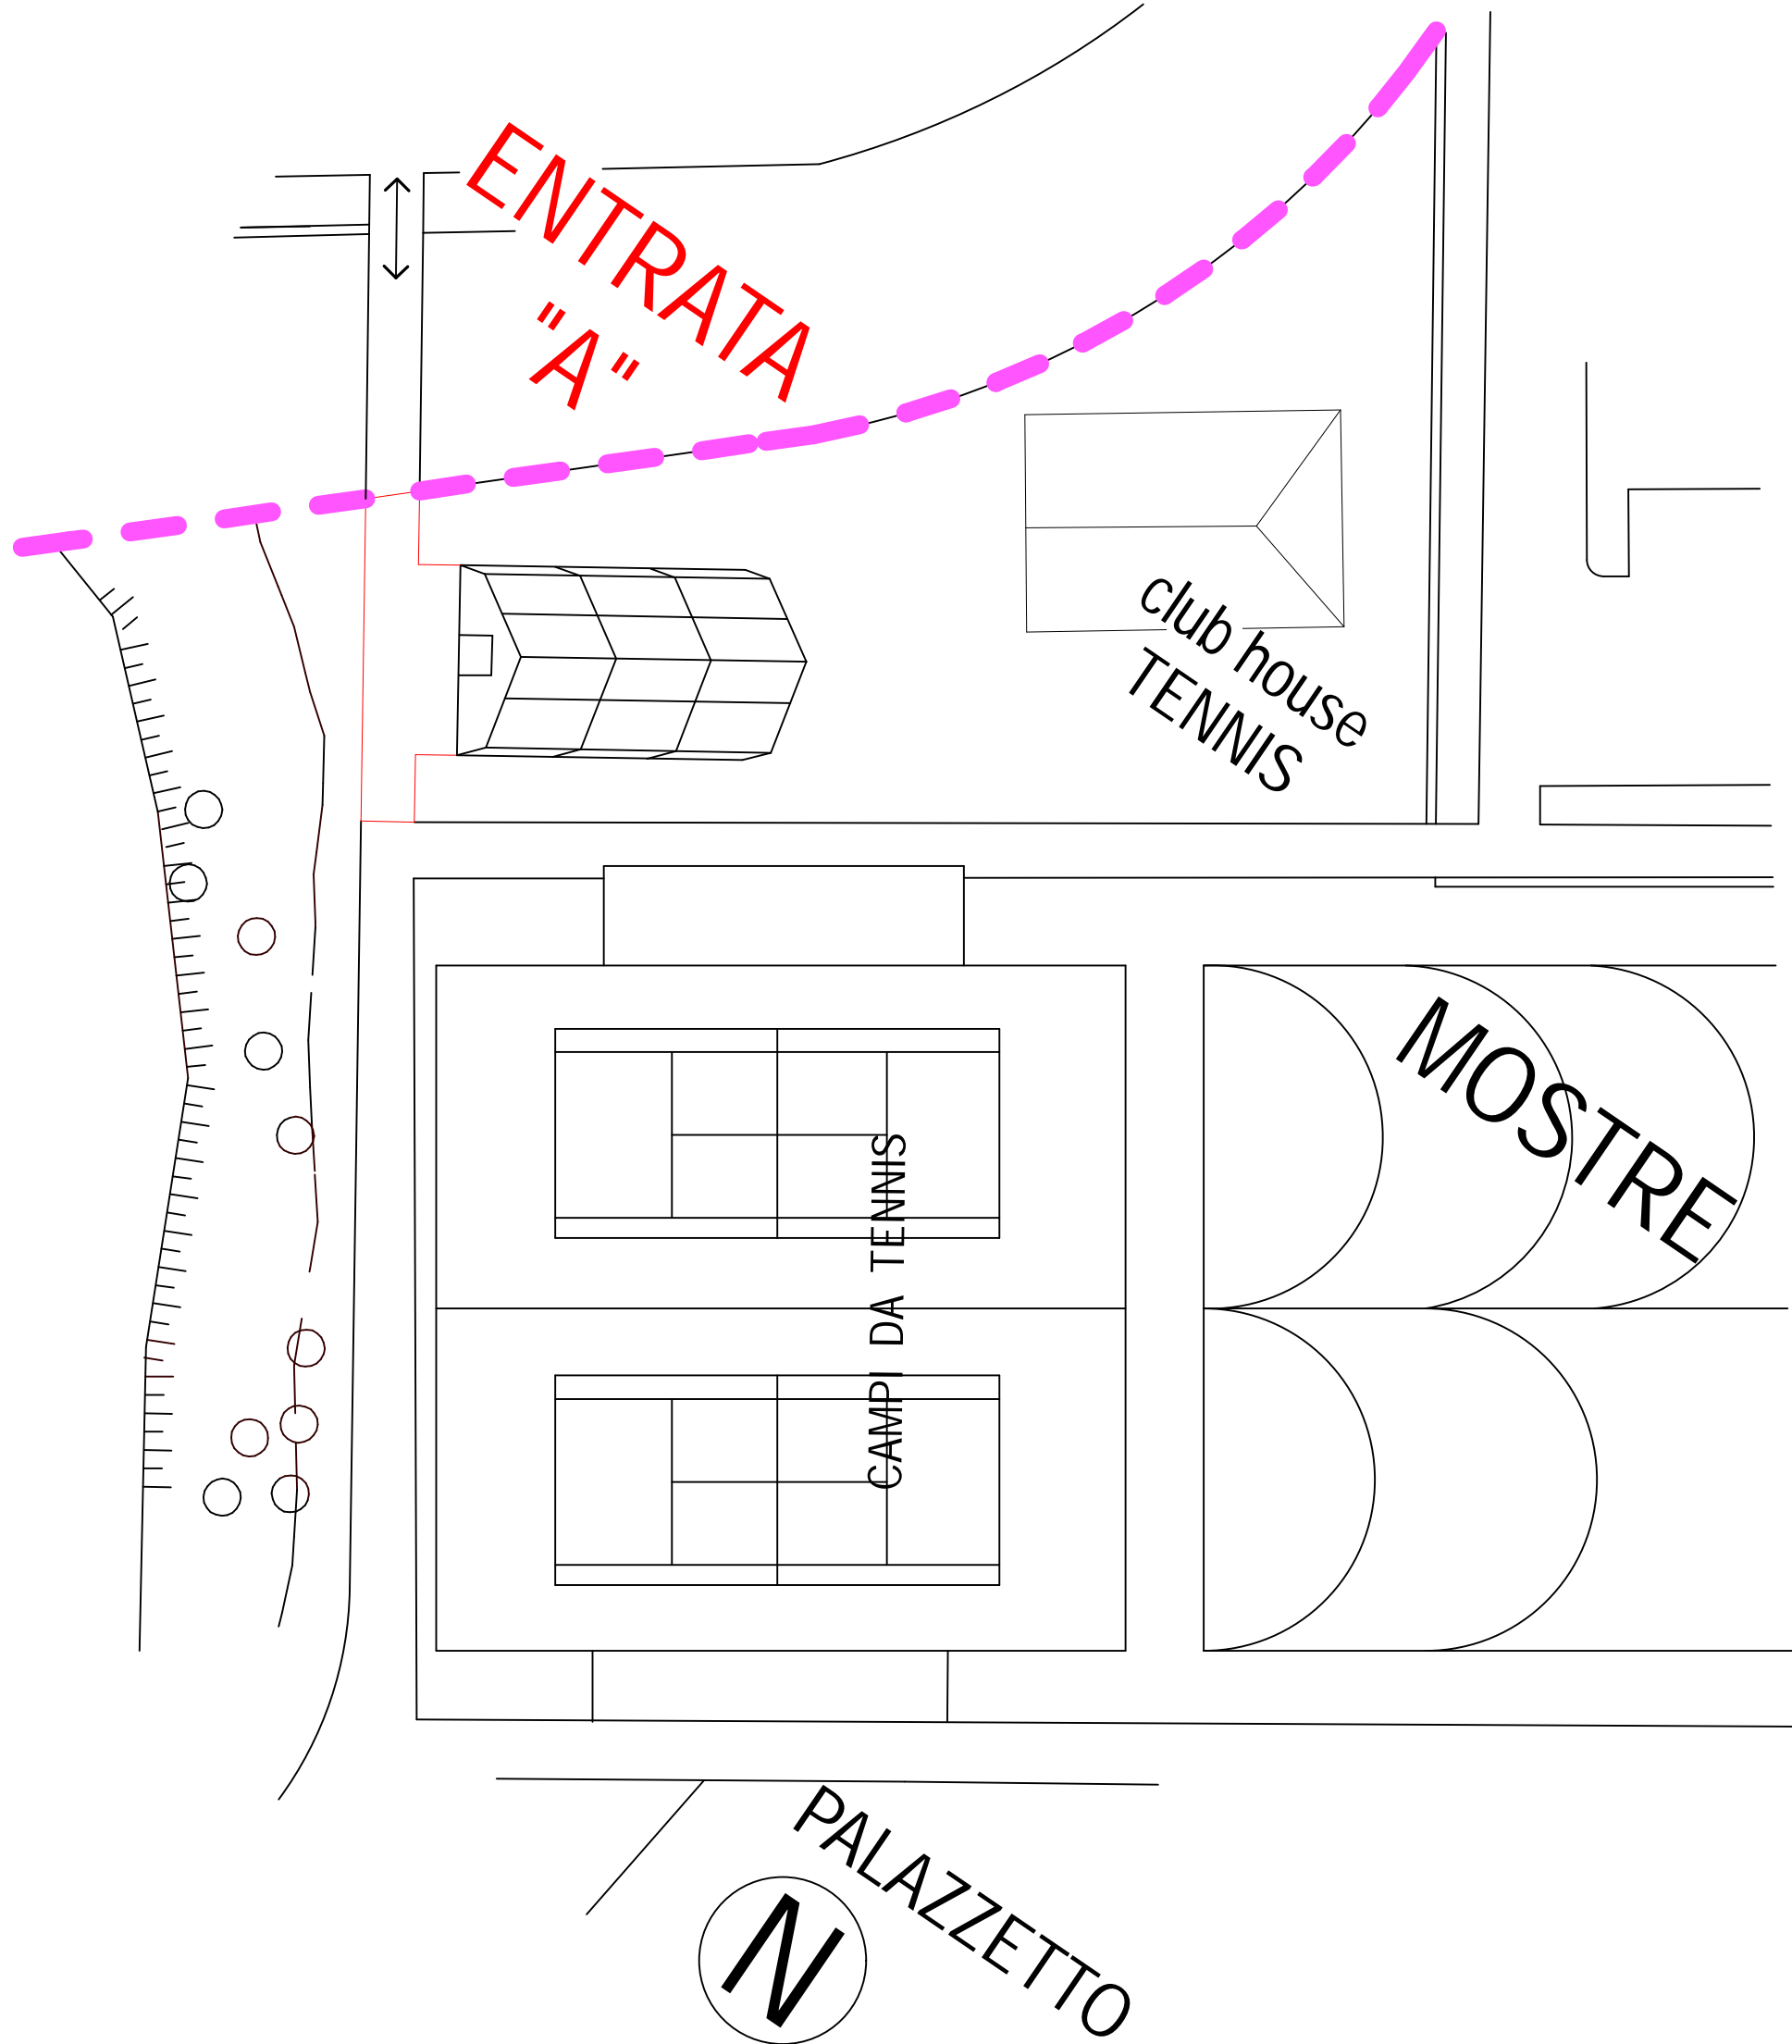 ENTRATA
"A"
club house
TENNIS
MOSTRE
CAMPI DA TENNIS
PALAZZETTO
N